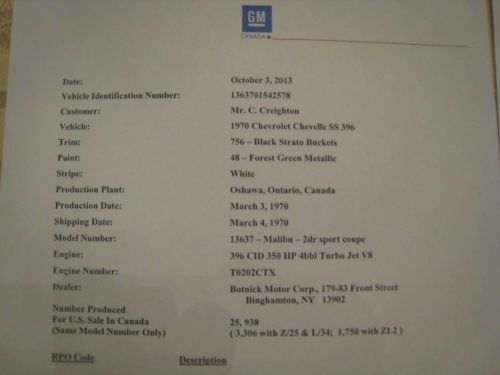 GM
CANADA
Date: October 3, 2013
Vehicle Identification Number: 1363701542578
Customer: Mr. C. Creighton
Vehicle: 1970 Chevrolet Chevelle SS 396
Trim: 756 – Black Strato Buckets
Paint: 48 – Forest Green Metallic
Stripe: White
Production Plant: Oshawa, Ontario, Canada
Production Date: March 3, 1970
Shipping Date: March 4, 1970
Model Number: 13637 – Malibu – 2dr sport coupe
Engine: 396 CID 350 HP 4bbl Turbo Jet V8
Engine Number: T0202CTX
Dealer: Botnick Motor Corp., 179-83 Front Street
Binghamton, NY 13902
Number Produced
For U.S. Sale In Canada 25, 938
(Same Model Number Only) ( 3,306 with Z/25 & L/34; 1,750 with ZL2 )
RPO Code Description